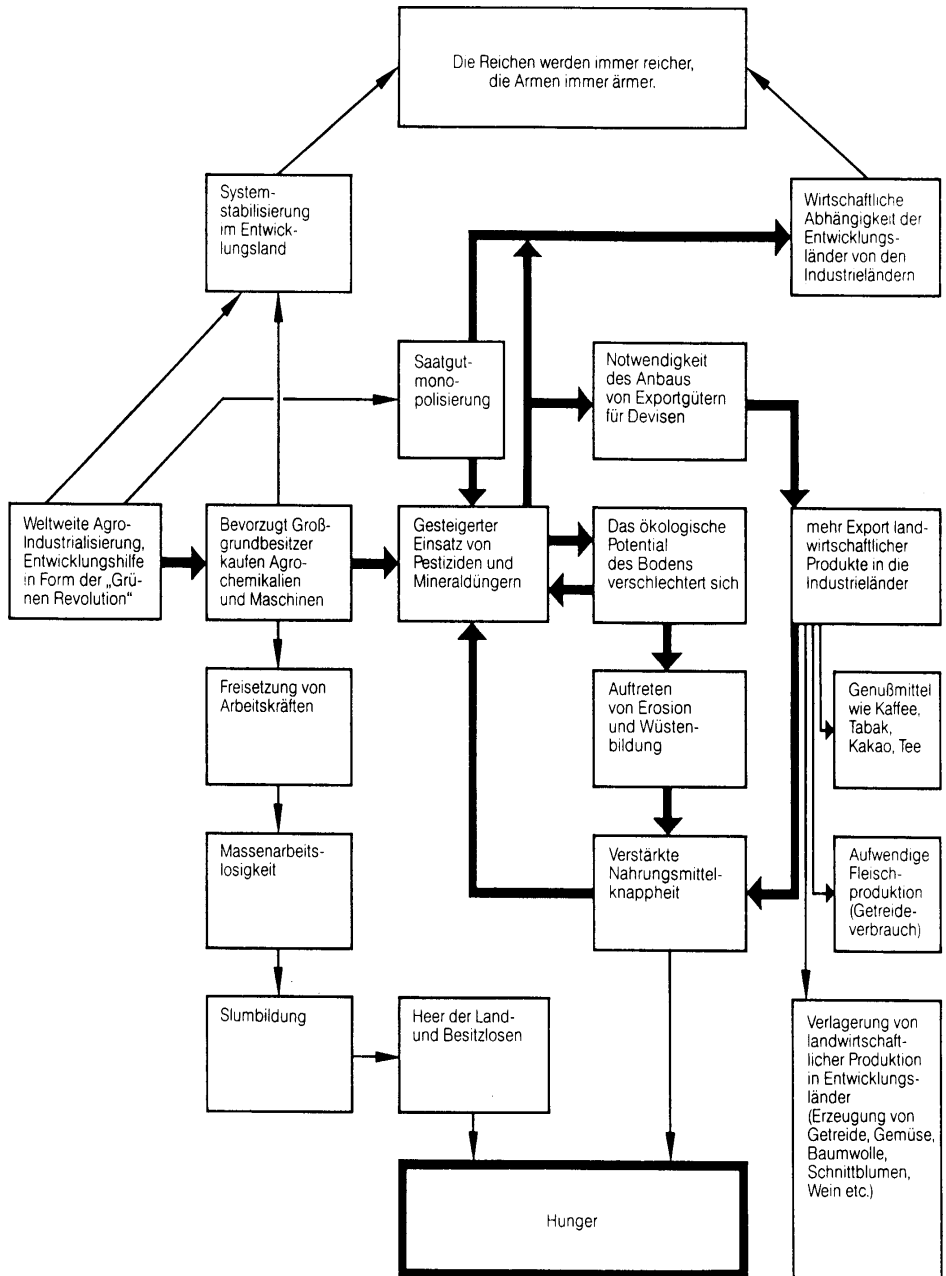 Die Reichen werden immer reicher,
die Armen immer ärmer.
System-
stabilisierung
im Entwick-
lungsland
Wirtschaftliche
Abhängigkeit der
Entwicklungs-
länder von den
Industrieländern
Saatgut-
mono-
polisierung
Notwendigkeit
des Anbaus
von Exportgütern
für Devisen
Weltweite Agro-
Industrialisierung,
Entwicklungshilfe
in Form der „Grü-
nen Revolution“
Bevorzugt Groß-
grundbesitzer
kaufen Agro-
chemikalien
und Maschinen
Gesteigerter
Einsatz von
Pestiziden und
Mineraldüngern
Das ökologische
Potential
des Bodens
verschlechtert sich
mehr Export land-
wirtschaftlicher
Produkte in die
Industrieländer
Freisetzung von
Arbeitskräften
Auftreten
von Erosion
und Wüsten-
bildung
Genußmittel
wie Kaffee,
Tabak,
Kakao, Tee
Massenarbeits-
losigkeit
Verstärkte
Nahrungsmittel-
knappheit
Aufwendige
Fleisch-
produktion
(Getreide-
verbrauch)
Slumbildung
Heer der Land-
und Besitzlosen
Verlagerung von
landwirtschaft-
licher Produktion
in Entwicklungs-
länder
(Erzeugung von
Getreide, Gemüse,
Baumwolle,
Schnittblumen,
Wein etc.)
Hunger